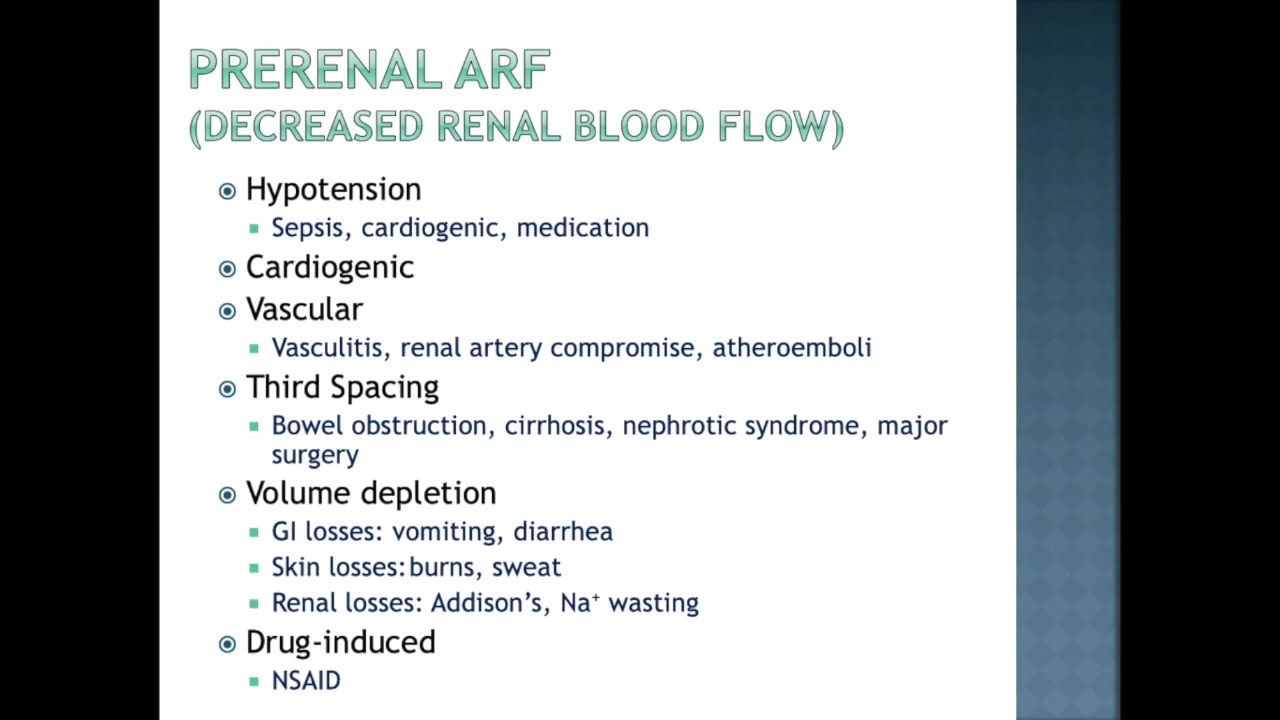 PRERENAL ARF
(DECREASED RENAL BLOOD FLOW)
Hypotension
Sepsis, cardiogenic, medication
Cardiogenic
Vascular
Vasculitis, renal artery compromise, atheroemboli
Third Spacing
Bowel obstruction, cirrhosis, nephrotic syndrome, major
surgery
Volume depletion
GI losses: vomiting, diarrhea
Skin losses: burns, sweat
Renal losses: Addison’s, Na⁺ wasting
Drug-induced
NSAID